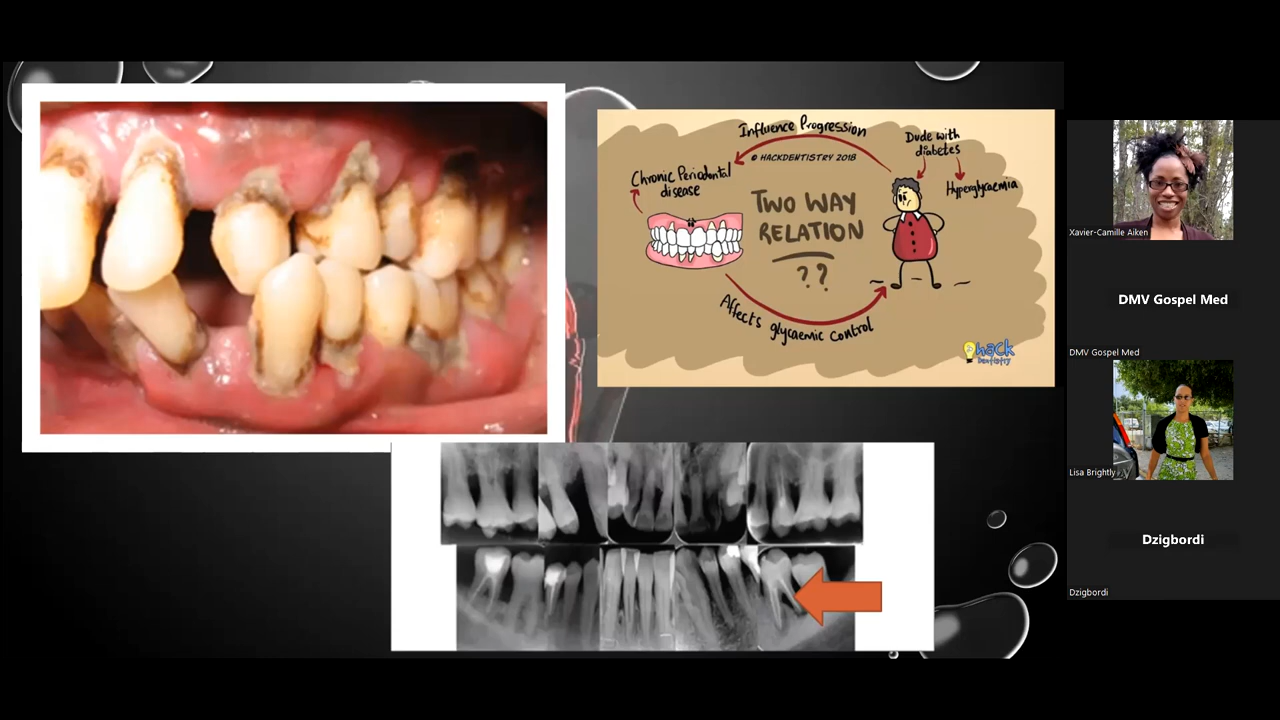 Influence Progression
© HACKDENTISTRY 2018
Dude with
diabetes
Chronic Periodontal
disease
Hyperglycaemia
TWO WAY
RELATION
??
Affects glycaemic control
hack
Dentistry
Xavier-Camille Aiken
DMV Gospel Med
DMV Gospel Med
Lisa Brightly
Dzigbordi
Dzigbordi